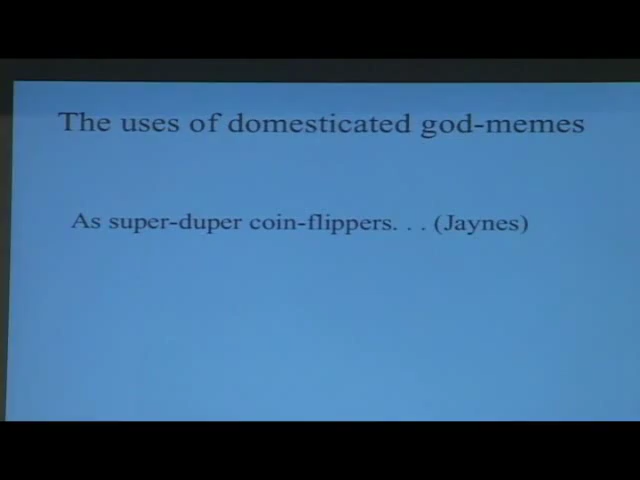 The uses of domesticated god-memes
As super-duper coin-flippers. . . (Jaynes)